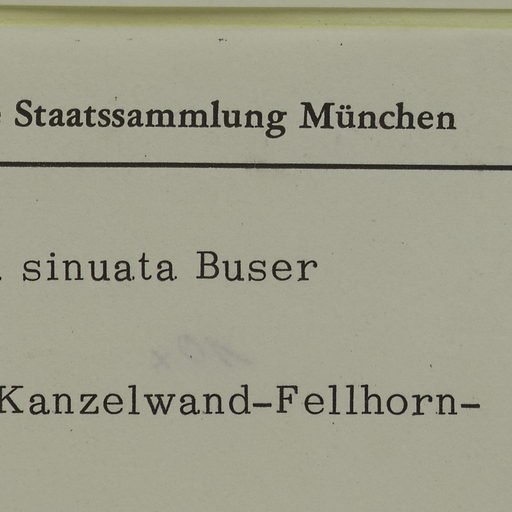 Staatssammlung München
sinuata Buser
Kanzelwand-Fellhorn-